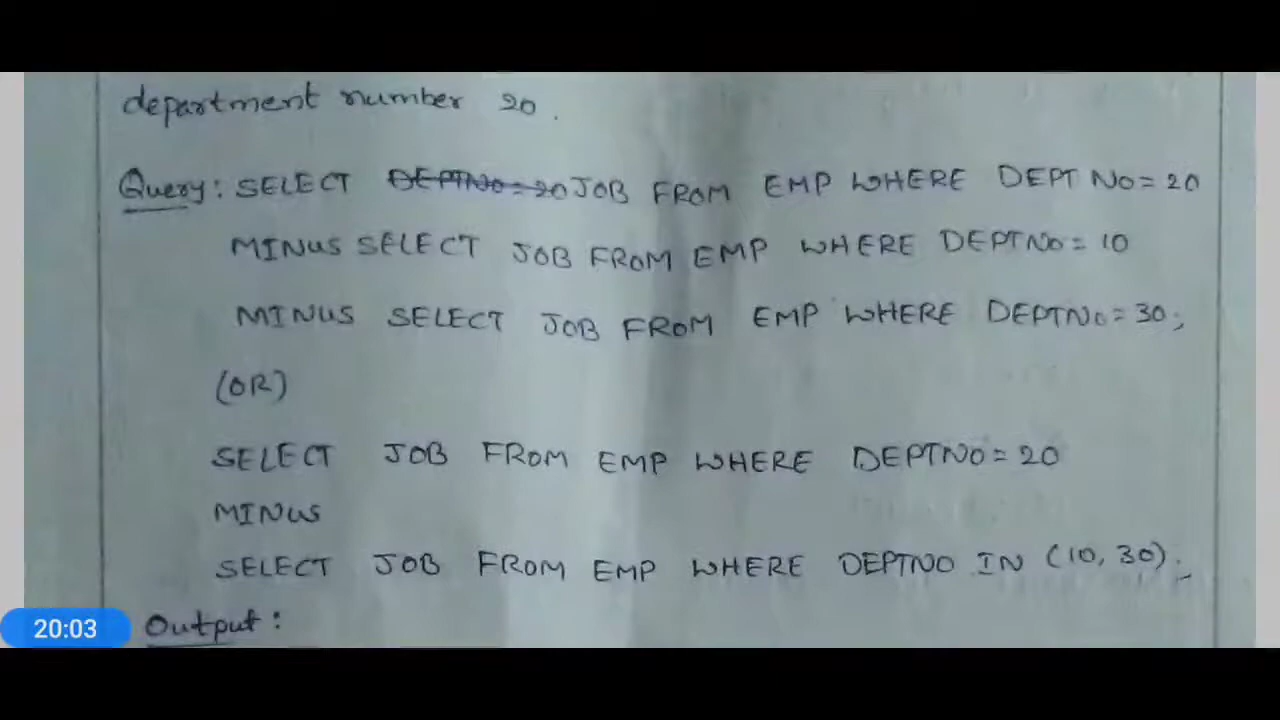 department number 20.
Query: SELECT DEPTNO=20 JOB FROM EMP WHERE DEPT NO=20
MINUS SELECT JOB FROM EMP WHERE DEPTNO=10
MINUS SELECT JOB FROM EMP WHERE DEPTNO=30;
(OR)
SELECT JOB FROM EMP WHERE DEPTNO=20
MINUS
SELECT JOB FROM EMP WHERE DEPTNO IN (10, 30);
Output:
20:03